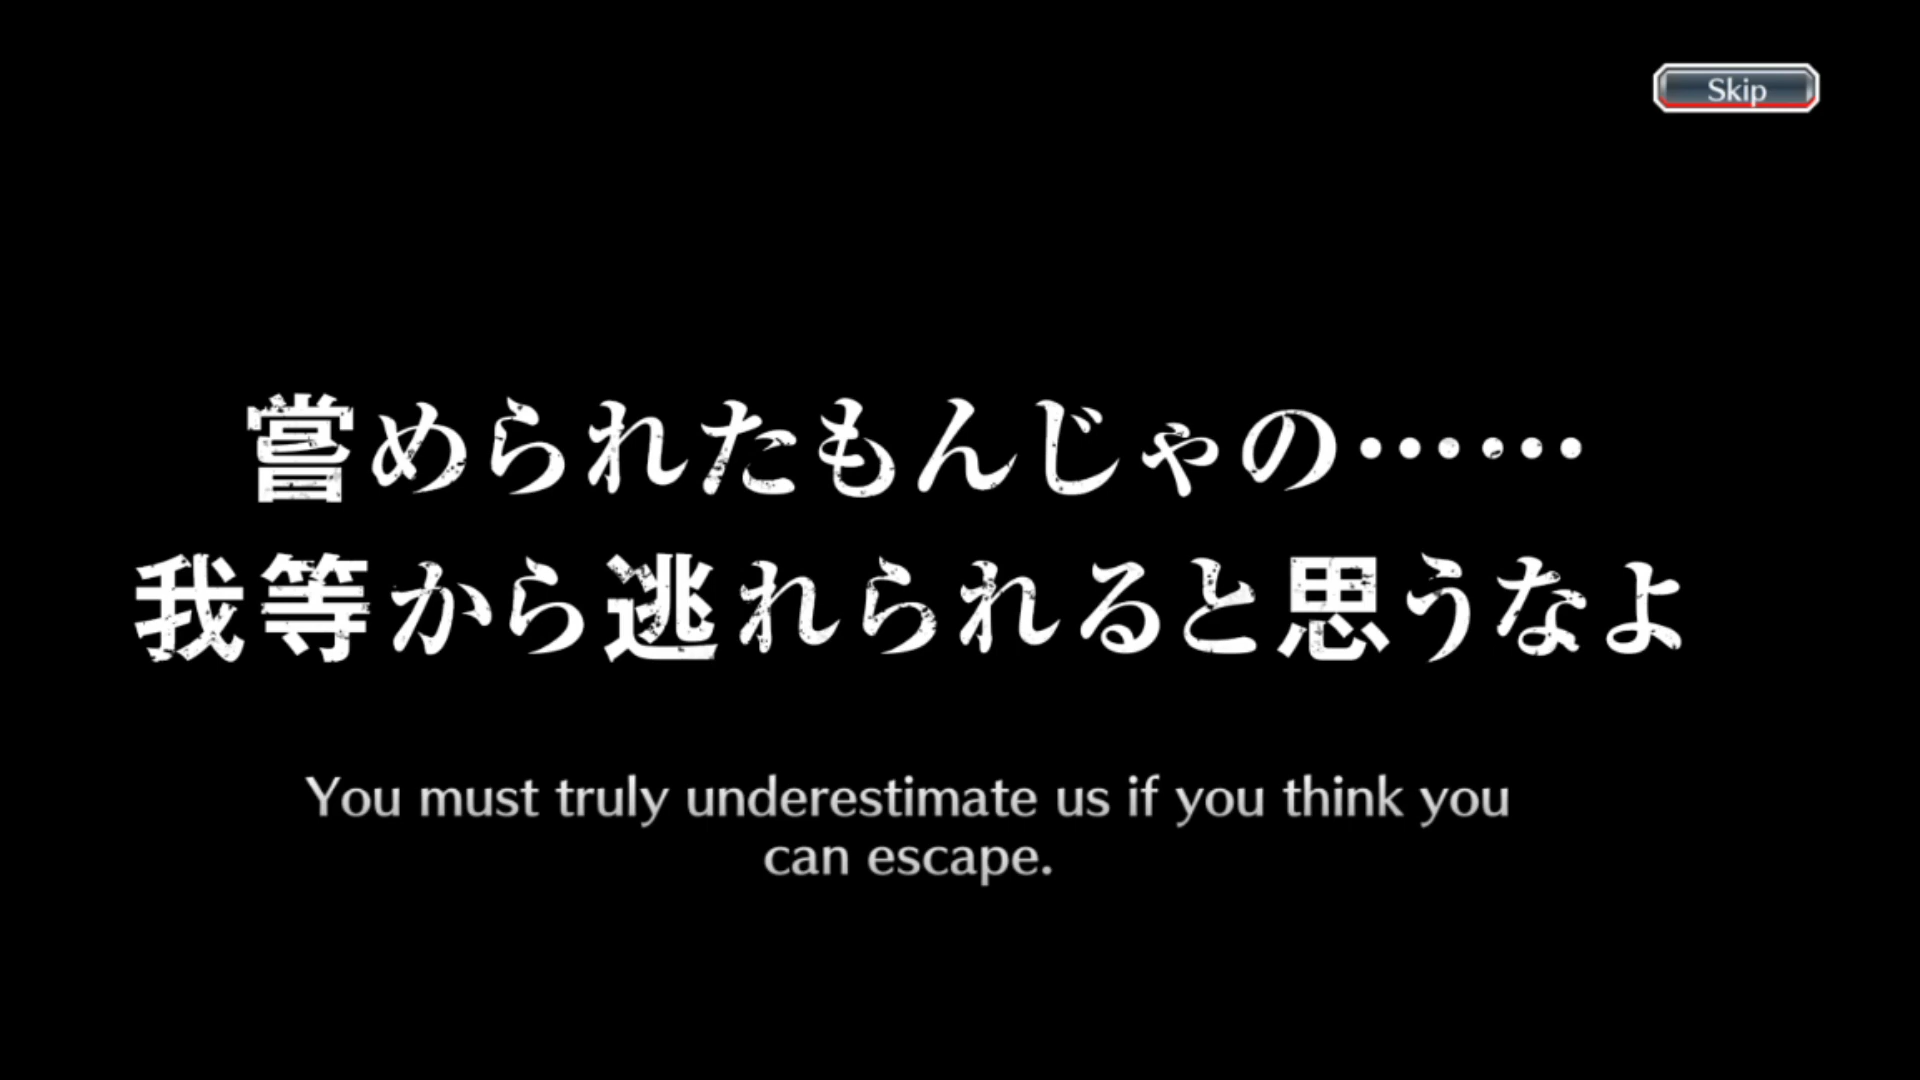 Skip
嘗められたもんじゃの……
我等から逃れられると思うなよ
You must truly underestimate us if you think you
can escape.